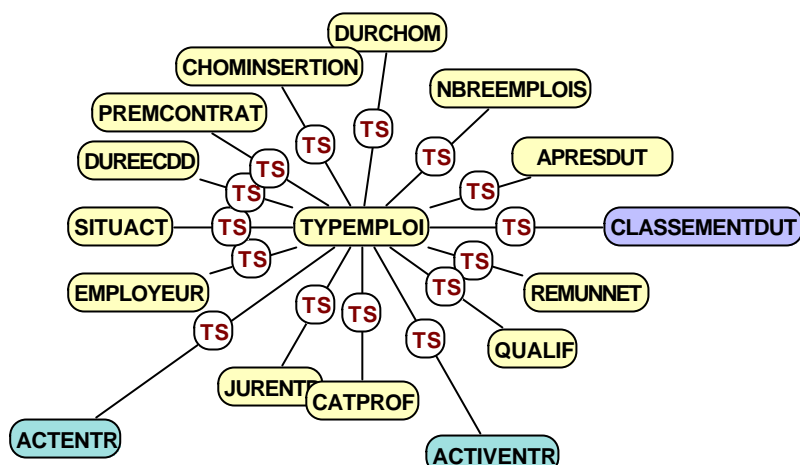 DURCHOM
CHOMINSERTION
NBREEMPLOIS
PREMCONTRAT
TS
TS
TS
DUREECDD
TS
APRESDUT
TS
TS
SITUACT
TS
TYPEMPLOI
TS
CLASSEMENTDUT
TS
TS
EMPLOYEUR
TS
REMUNNET
TS
TS
TS
TS
QUALIF
JURENT
CATPROF
ACTENTR
ACTIVENTR